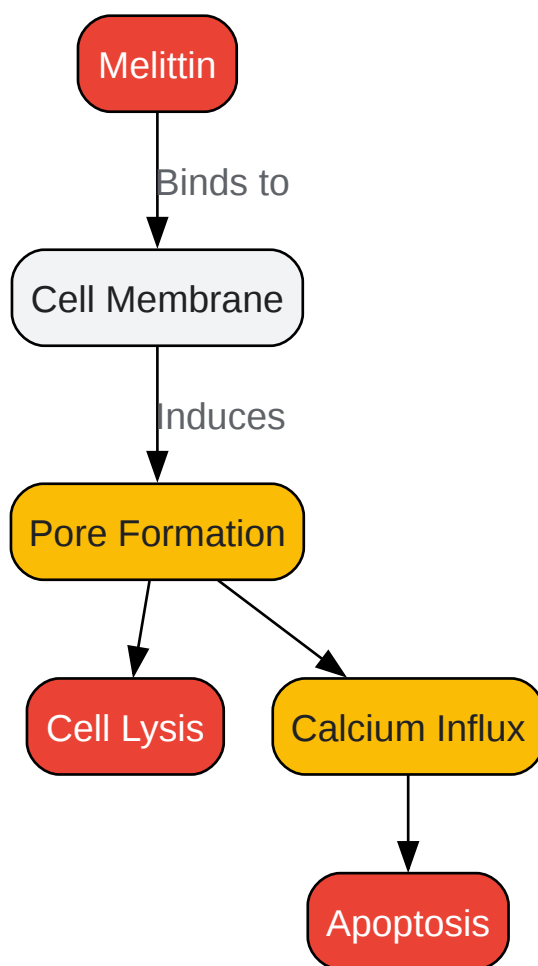 Melittin
Binds to
Cell Membrane
Induces
Pore Formation
Cell Lysis
Calcium Influx
Apoptosis